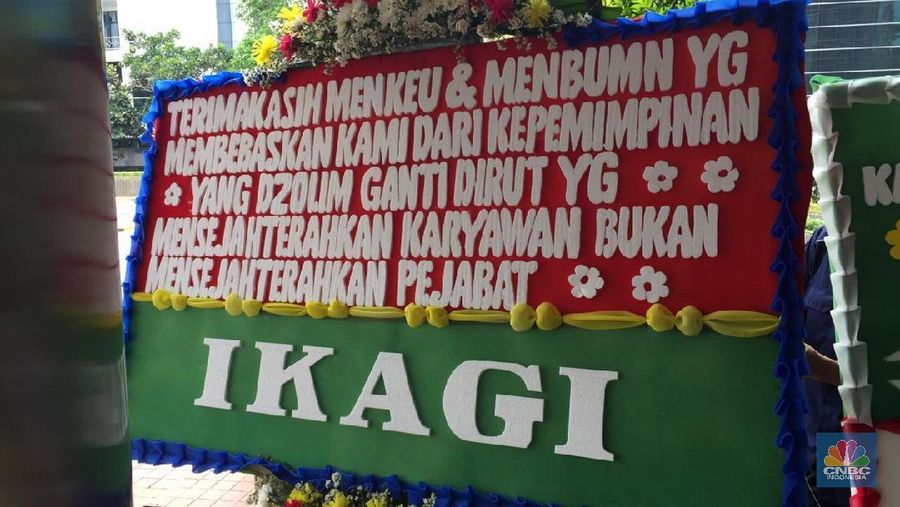 TERIMAKASIH MENKEU & MENBUMN YG
MEMBEBASKAN KAMI DARI KEPEMIMPINAN
YANG DZOLIM GANTI DIRUT YG
MENSEJAHTERAHKAN KARYAWAN BUKAN
MENSEJAHTERAHKAN PEJABAT
IKAGI
CNBC
INDONESIA